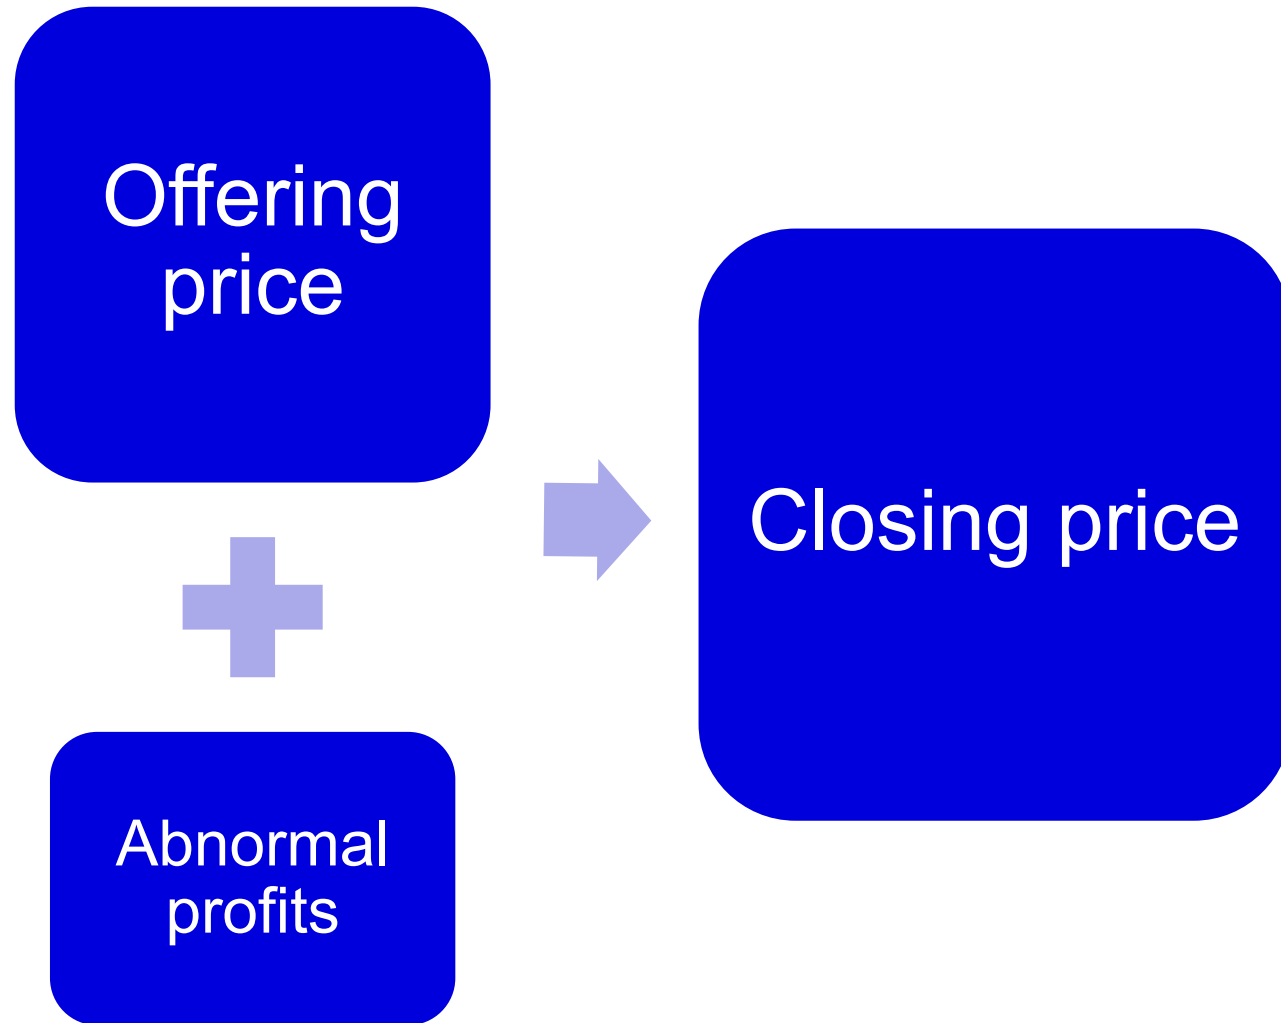 Offering
price
Abnormal
profits
Closing price